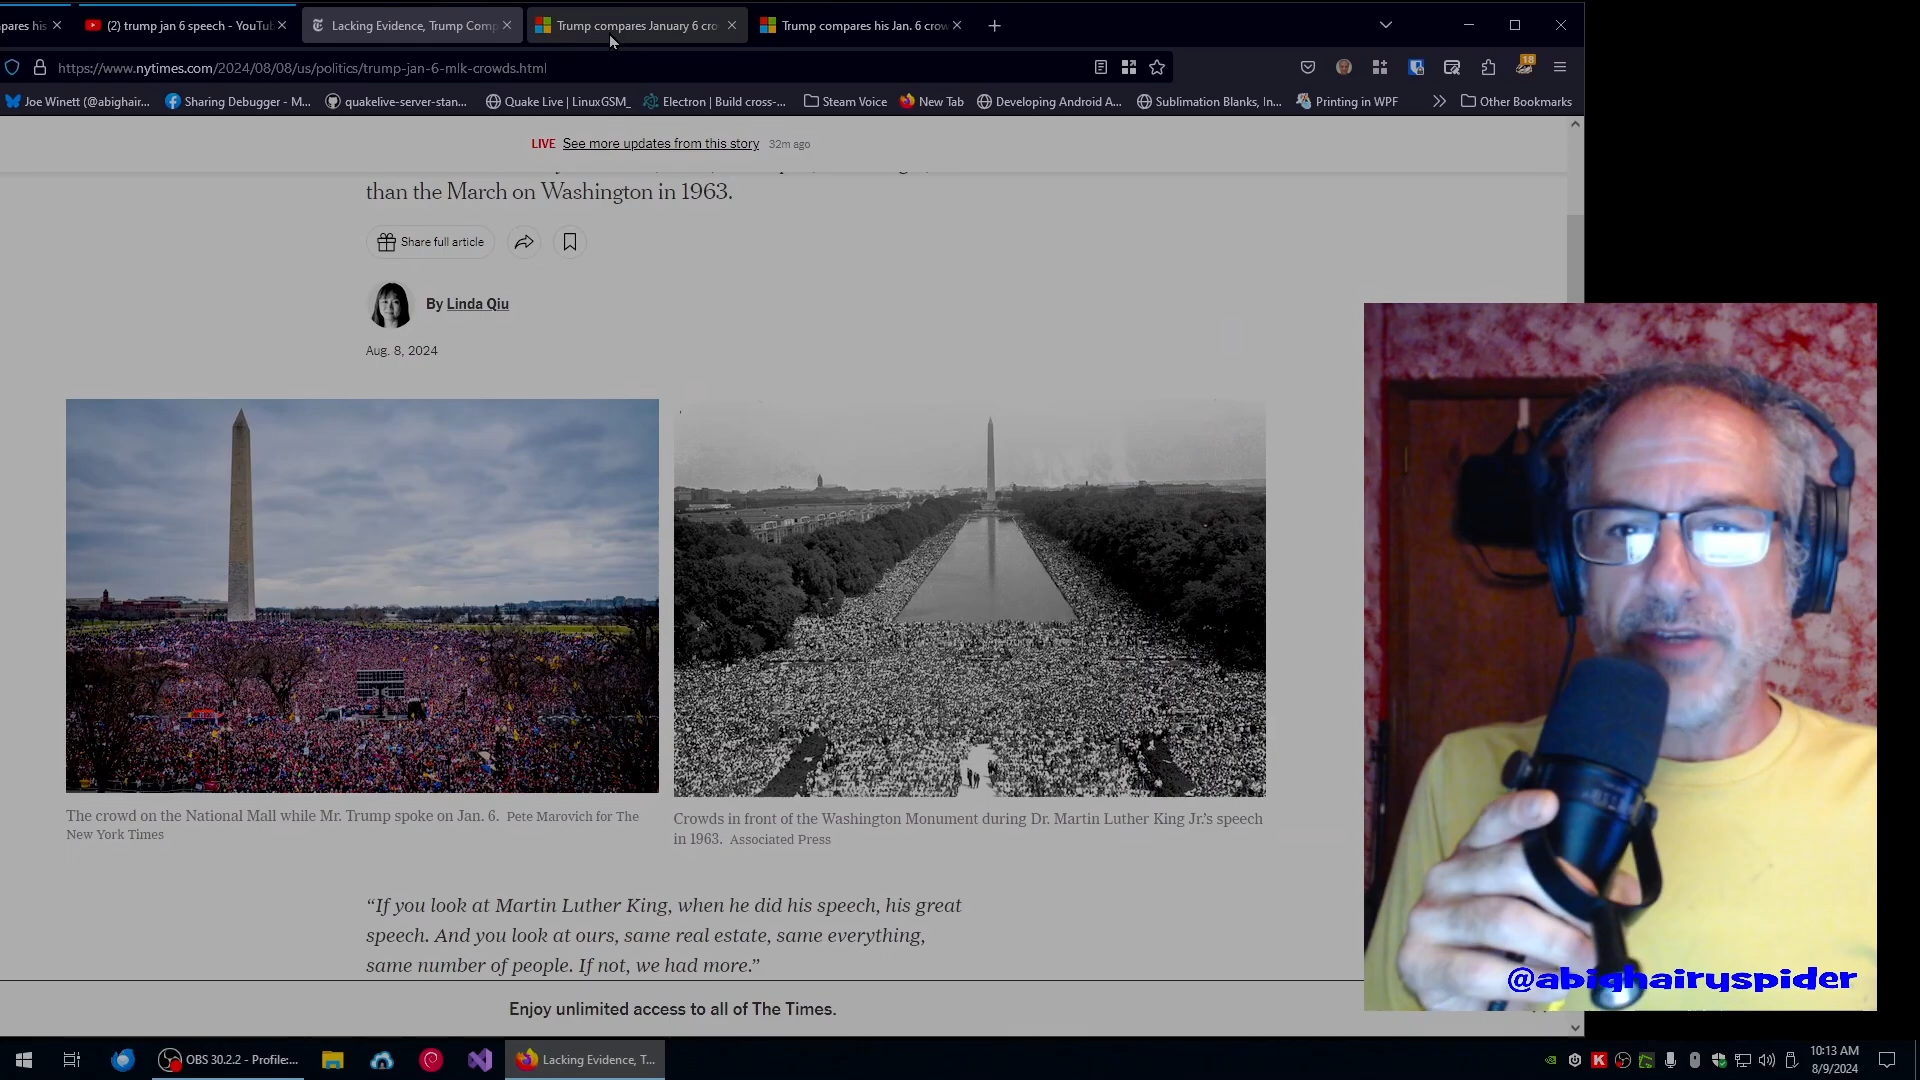 pares his
(2) trump jan 6 speech - YouTub
Lacking Evidence, Trump Comp
Trump compares January 6 cro
Trump compares his Jan. 6 crow
https://www.nytimes.com/2024/08/08/us/politics/trump-jan-6-mlk-crowds.html
18
Joe Winett (@abighair...
Sharing Debugger - M...
quakelive-server-stan...
Quake Live | LinuxGSM_
Electron | Build cross-...
Steam Voice
New Tab
Developing Android A...
Sublimation Blanks, In...
Printing in WPF
Other Bookmarks
LIVE See more updates from this story 32m ago
than the March on Washington in 1963.
Share full article
By Linda Qiu
Aug. 8, 2024
The crowd on the National Mall while Mr. Trump spoke on Jan. 6. Pete Marovich for The
New York Times
Crowds in front of the Washington Monument during Dr. Martin Luther King Jr.'s speech
in 1963. Associated Press
“If you look at Martin Luther King, when he did his speech, his great
speech. And you look at ours, same real estate, same everything,
same number of people. If not, we had more.”
@abighairyspider
Enjoy unlimited access to all of The Times.
OBS 30.2.2 - Profile:...
Lacking Evidence, T...
10:13 AM
8/9/2024